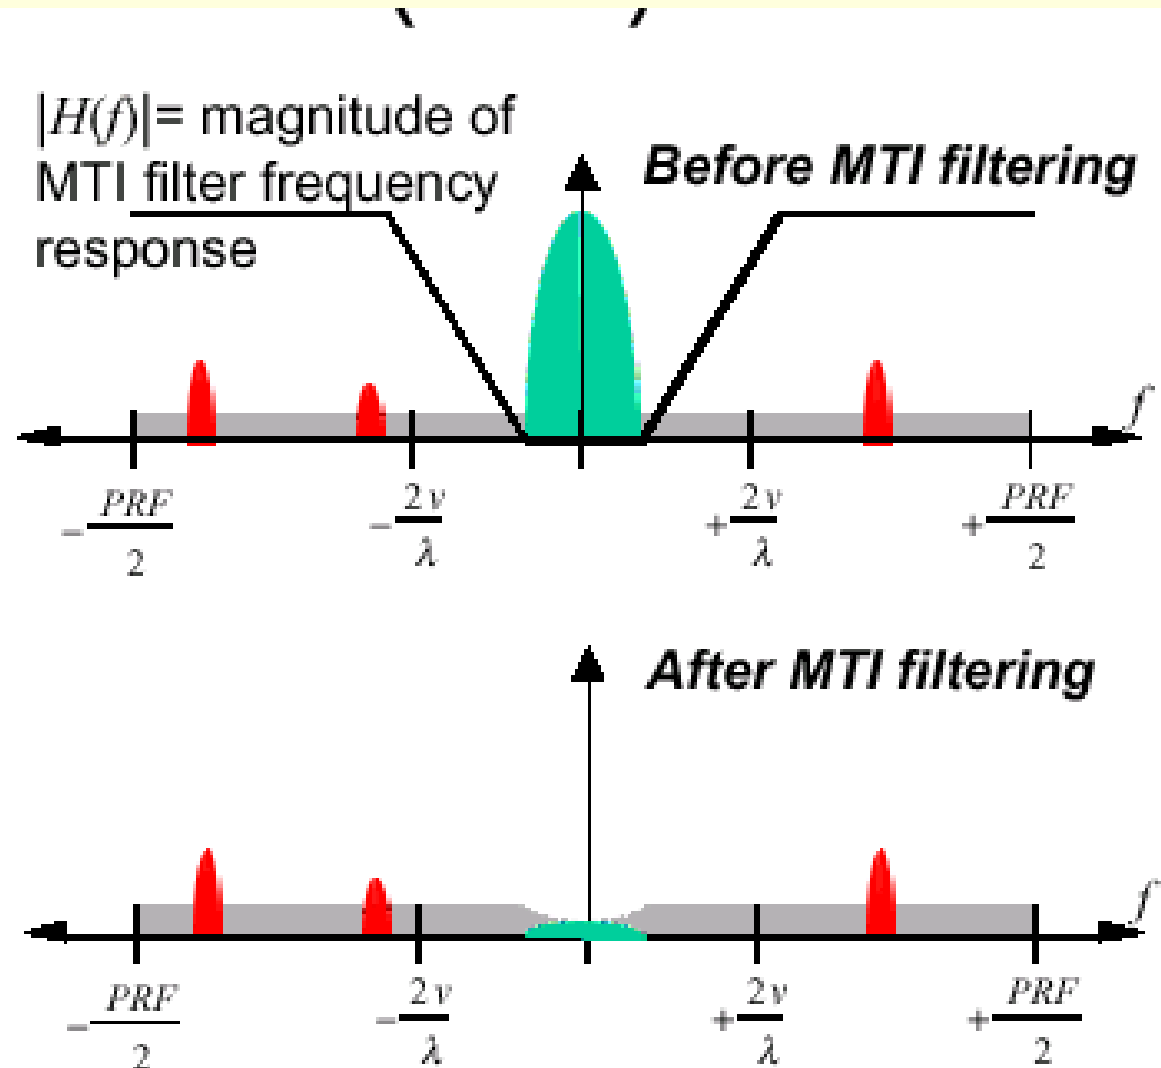 |H(f)|= magnitude of
MTI filter frequency
response
Before MTI filtering
f
-PRF/2
-2v/λ
+2v/λ
+PRF/2
After MTI filtering
f
-PRF/2
-2v/λ
+2v/λ
+PRF/2